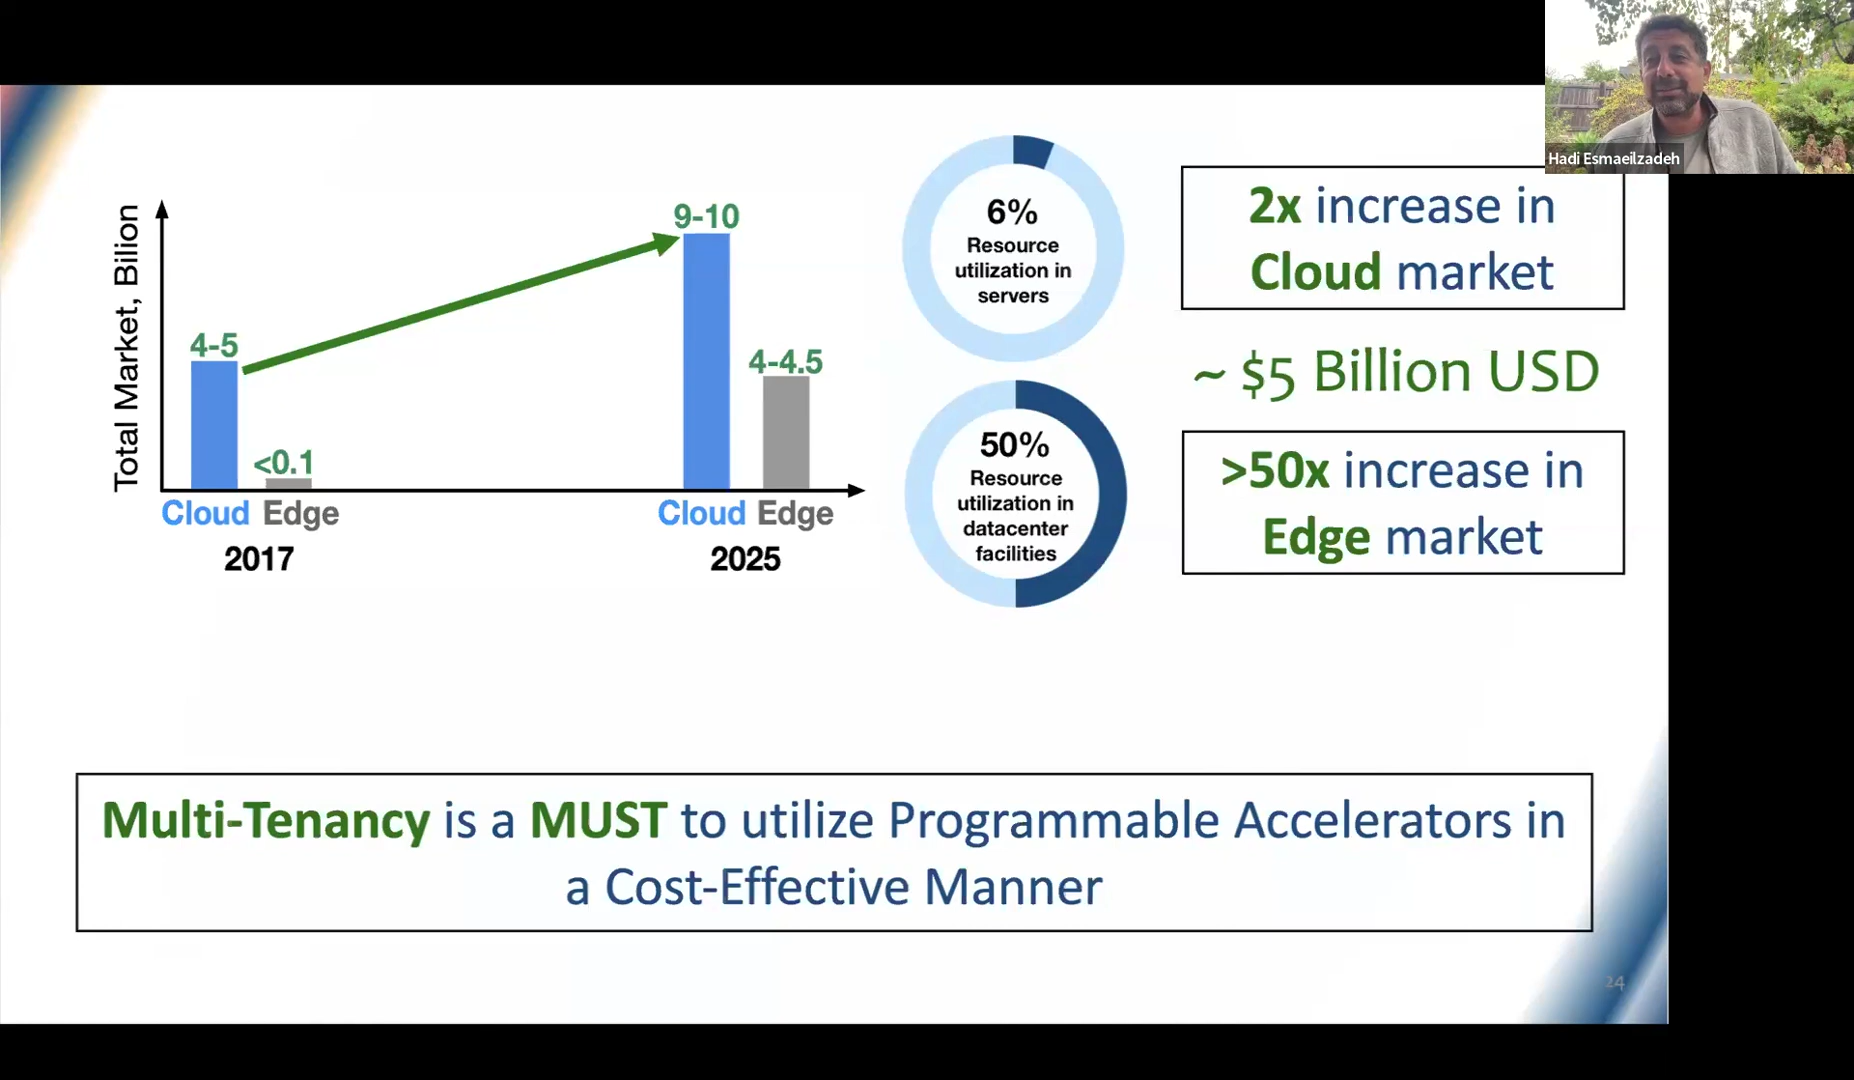 Hadi Esmaeilzadeh
Total Market, Billion
4-5
<0.1
9-10
4-4.5
Cloud Edge
Cloud Edge
2017
2025
6%
Resource
utilization in
servers
50%
Resource
utilization in
datacenter
facilities
2x increase in
Cloud market
~ $5 Billion USD
>50x increase in
Edge market
Multi-Tenancy is a MUST to utilize Programmable Accelerators in
a Cost-Effective Manner
24